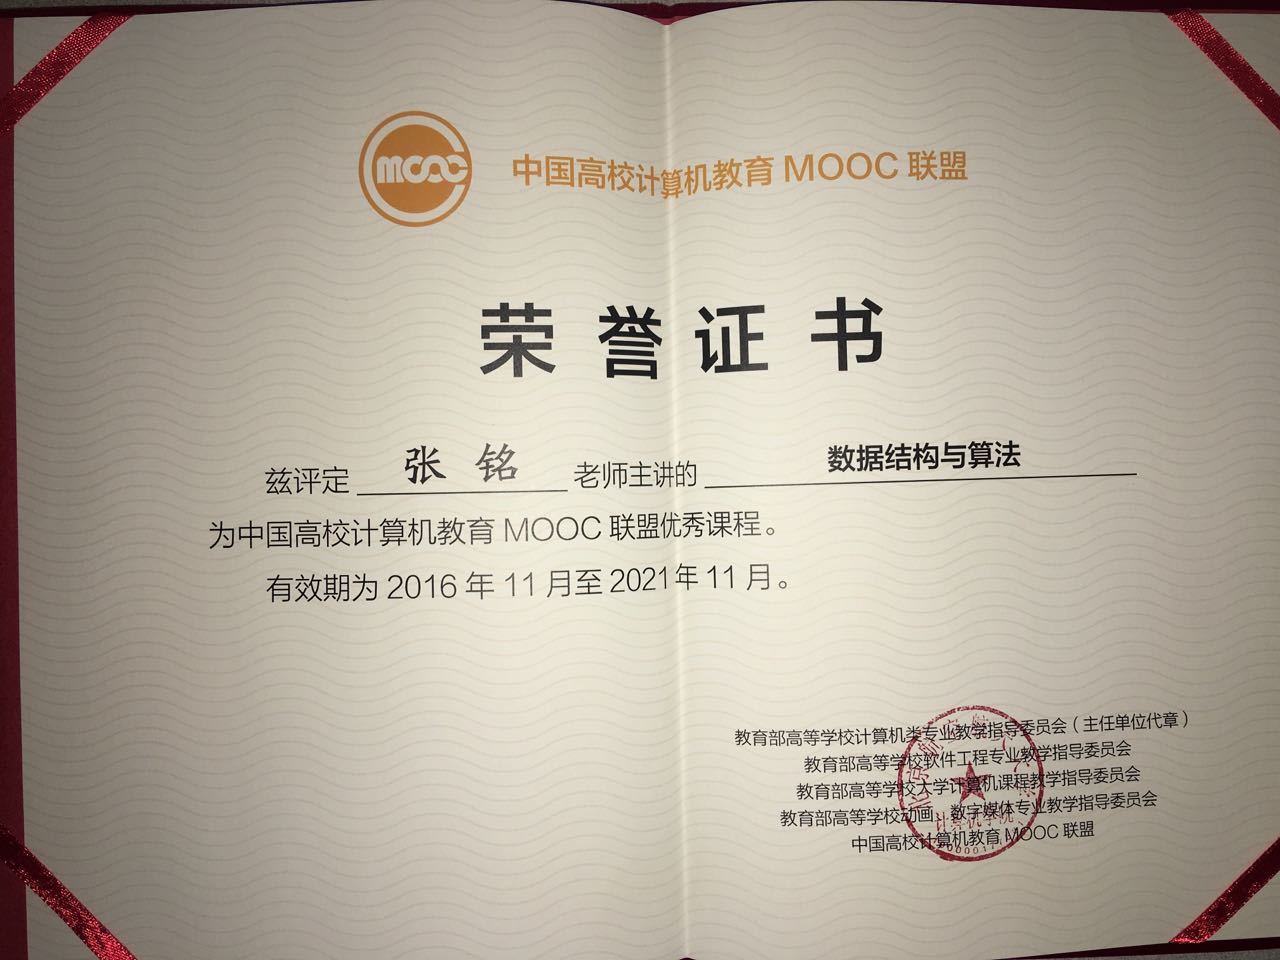 mooc
中国高校计算机教育 MOOC 联盟
荣誉证书
兹评定 张铭 老师主讲的 数据结构与算法
为中国高校计算机教育 MOOC 联盟优秀课程。
有效期为 2016 年 11 月至 2021 年 11 月。
教育部高等学校计算机类专业教学指导委员会（主任单位代章）
教育部高等学校软件工程专业教学指导委员会
教育部高等学校大学计算机课程教学指导委员会
教育部高等学校动画、数字媒体专业教学指导委员会
中国高校计算机教育 MOOC 联盟
计算机学院